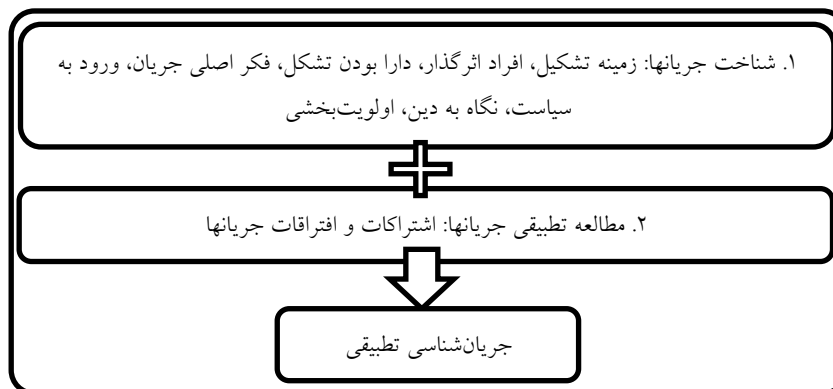 ۱. شناخت جریانها: زمینه تشکیل، افراد اثرگذار، دارا بودن تشکل، فکر اصلی جریان، ورود به
سیاست، نگاه به دین، اولویت‌بخشی
۲. مطالعه تطبیقی جریانها: اشتراکات و افتراقات جریانها
جریان‌شناسی تطبیقی